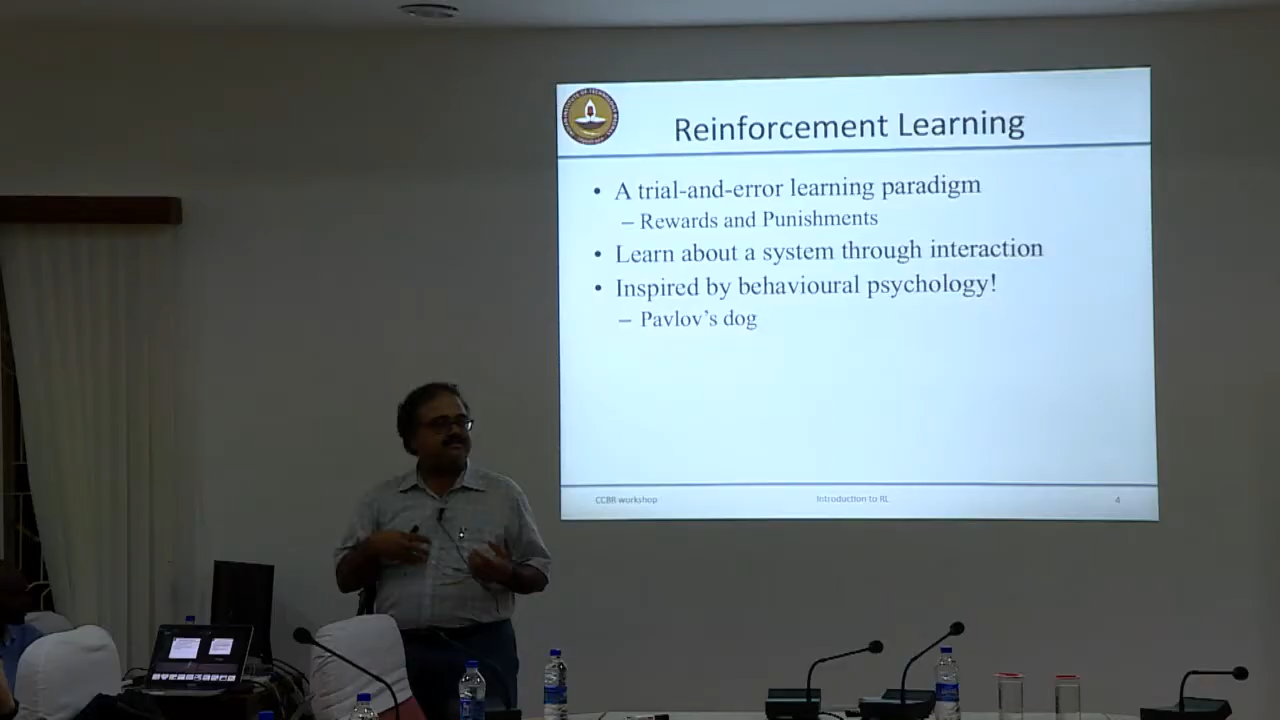 Reinforcement Learning
• A trial-and-error learning paradigm
– Rewards and Punishments
• Learn about a system through interaction
• Inspired by behavioural psychology!
– Pavlov's dog
CCBR workshop
Introduction to RL
4